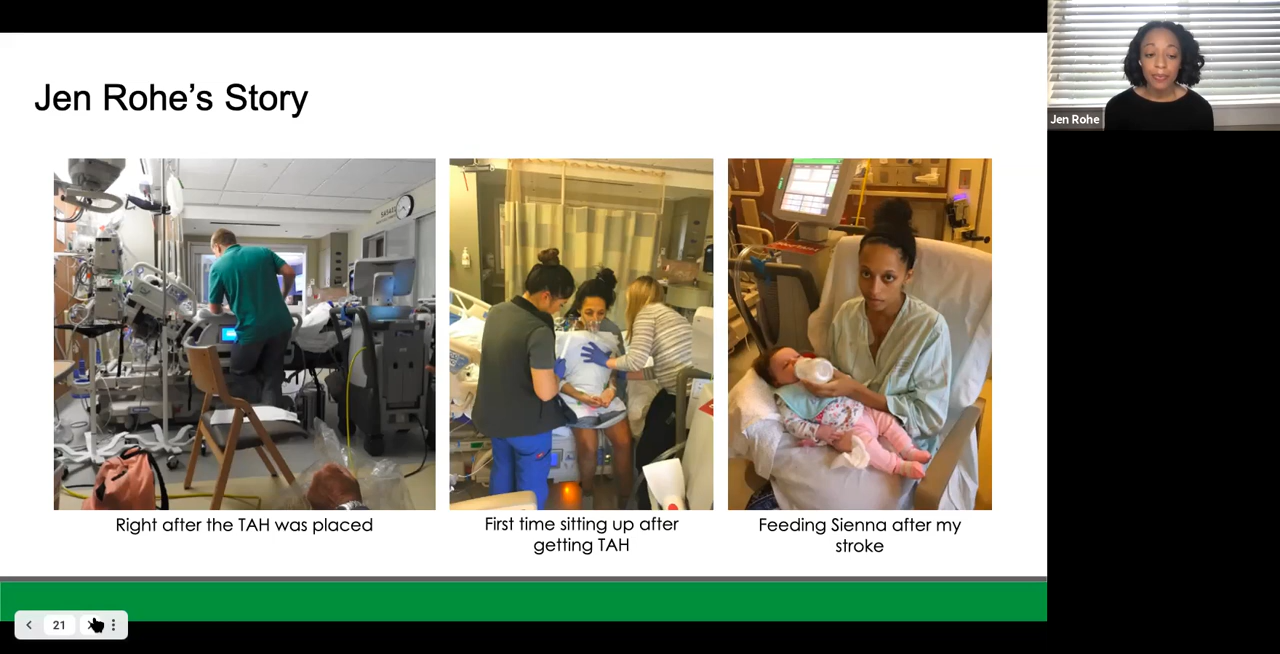 Jen Rohe’s Story
Jen Rohe
Right after the TAH was placed
First time sitting up after
getting TAH
Feeding Sienna after my
stroke
21